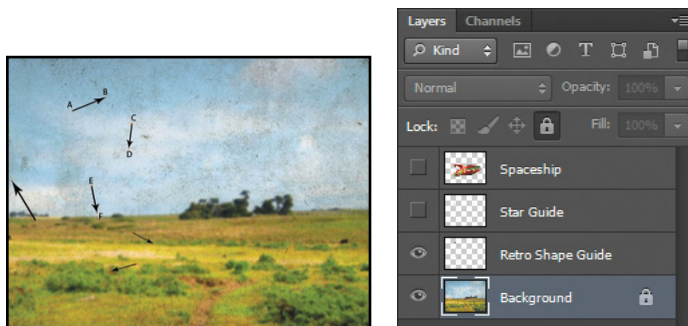 A
B
C
D
E
F
Layers Channels
Kind T
Normal Opacity: 100%
Lock: Fill: 100%
Spaceship
Star Guide
Retro Shape Guide
Background